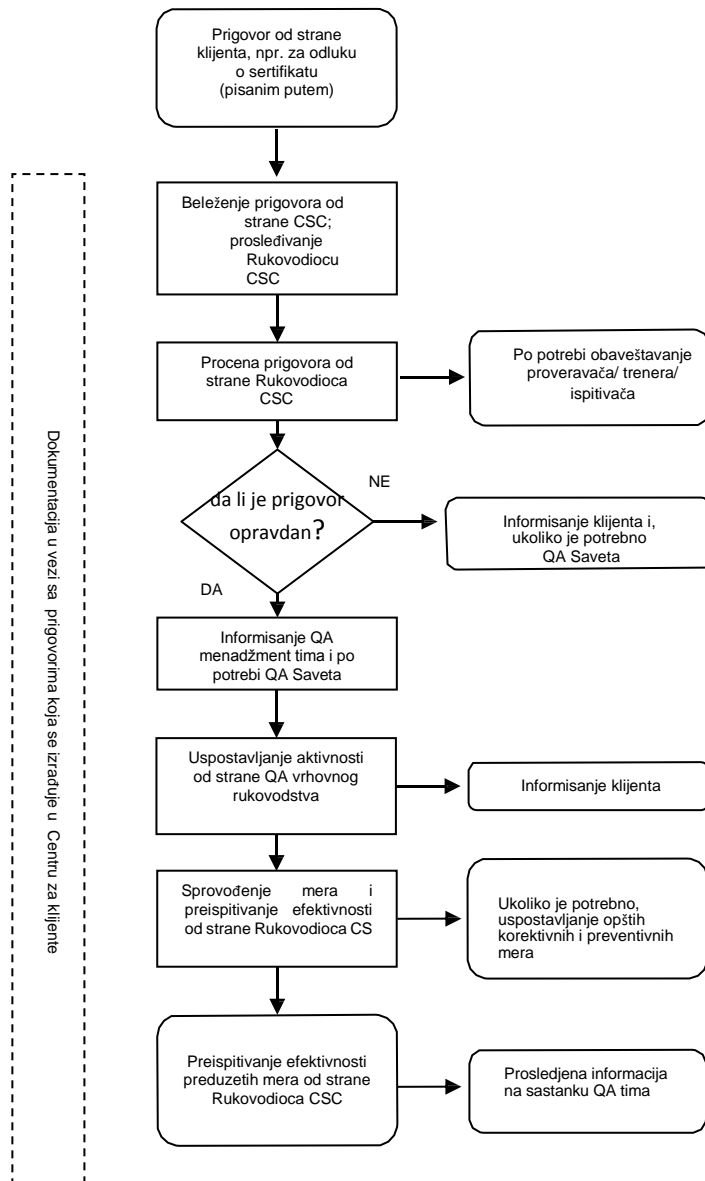 Prigovor od strane
klijenta, npr. za odluku
o sertifikatu
(pisanim putem)
Beleženje prigovora od
strane CSC;
prosleđivanje
Rukovodiocu
CSC
Procena prigovora od
strane Rukovodioca
CSC
Po potrebi obaveštavanje
proveravača/ trenera/
ispitivača
da li je prigovor
opravdan?
NE
Informisanje klijenta i,
ukoliko je potrebno
QA Saveta
DA
Informisanje QA
menadžment tima i po
potrebi QA Saveta
Uspostavljanje aktivnosti
od strane QA vrhovnog
rukovodstva
Informisanje klijenta
Sprovođenje mera i
preispitivanje efektivnosti
od strane Rukovodioca CS
Ukoliko je potrebno,
uspostavljanje opštih
korektivnih i preventivnih
mera
Preispitivanje efektivnosti
preduzetih mera od strane
Rukovodioca CSC
Prosledjena informacija
na sastanku QA tima
Dokumentacija u vezi sa prigovorima koja se izrađuje u Centru za klijente